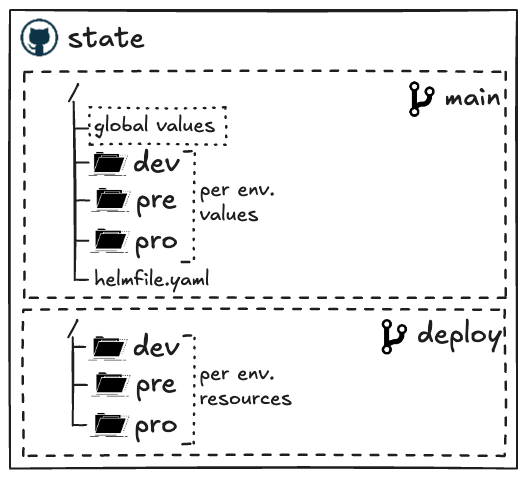 state
/
main
global values
dev
pre
pro
per env.
values
helmfile.yaml
/
deploy
dev
pre
pro
per env.
resources